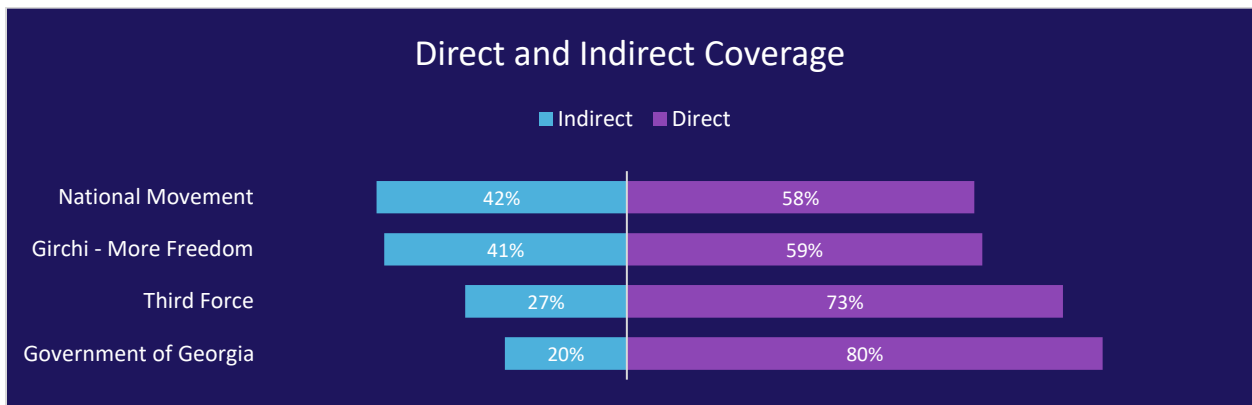 Direct and Indirect Coverage
Indirect Direct
National Movement 42% 58%
Girchi - More Freedom 41% 59%
Third Force 27% 73%
Government of Georgia 20% 80%